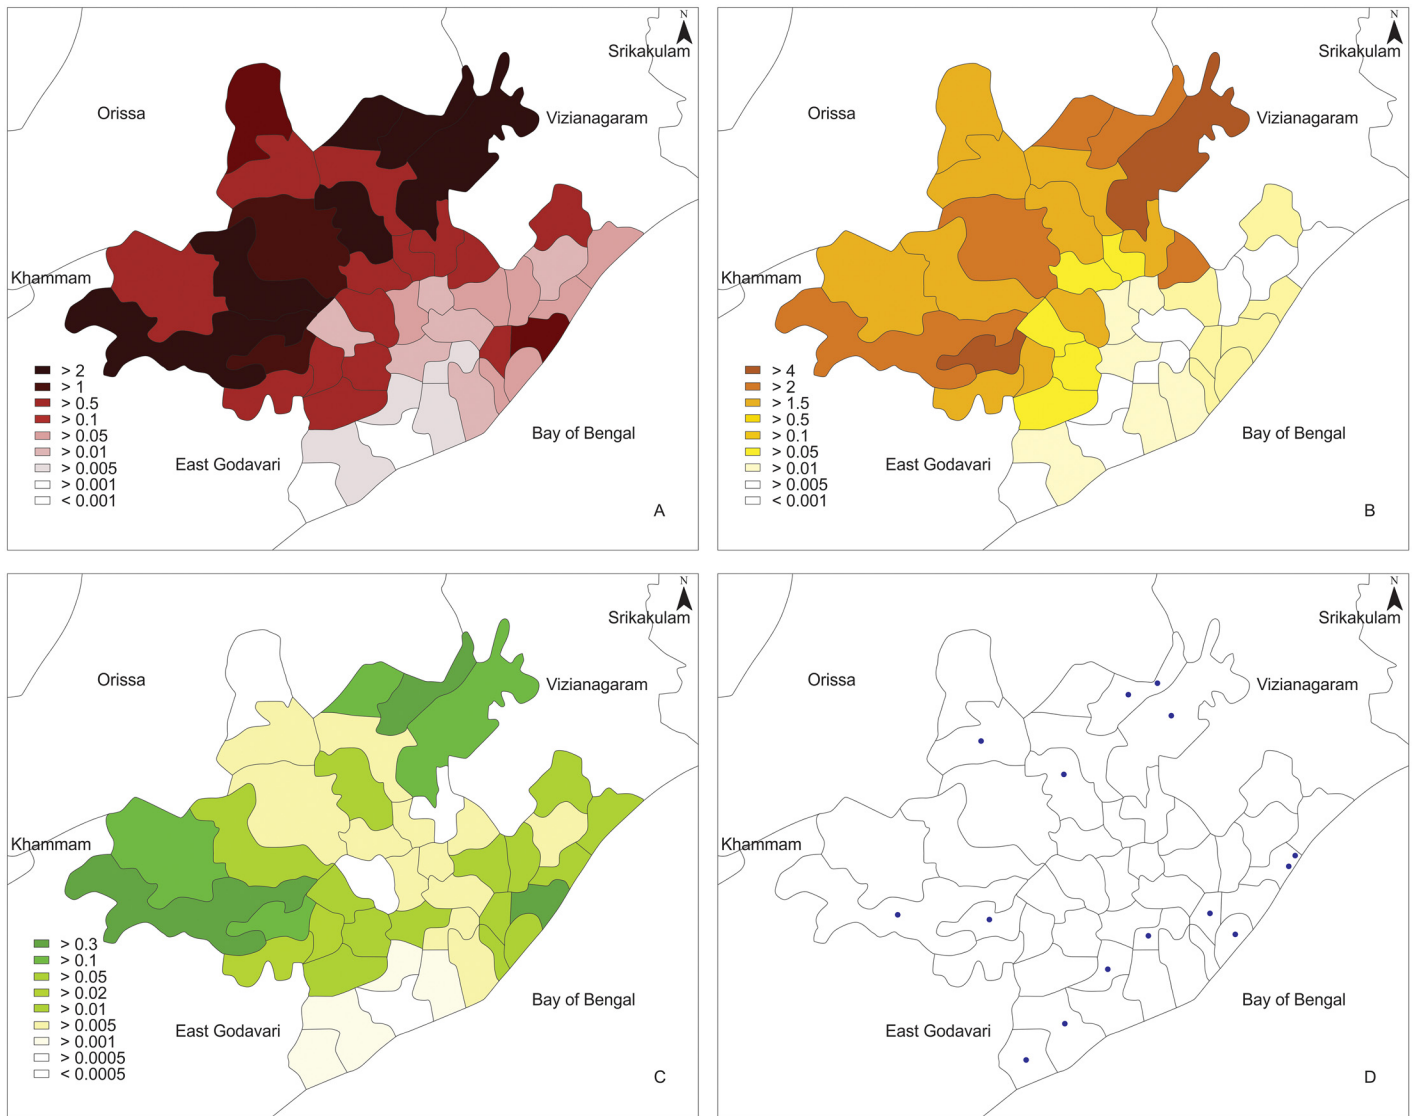 N
Srikakulam
Orissa
Vizianagaram
Khammam
> 2
> 1
> 0.5
> 0.1
> 0.05
> 0.01
> 0.005
> 0.001
< 0.001
Bay of Bengal
East Godavari
A
N
Srikakulam
Orissa
Vizianagaram
Khammam
> 4
> 2
> 1.5
> 0.5
> 0.1
> 0.05
> 0.01
> 0.005
< 0.001
Bay of Bengal
East Godavari
B
N
Srikakulam
Orissa
Vizianagaram
Khammam
> 0.3
> 0.1
> 0.05
> 0.02
> 0.01
> 0.005
> 0.001
> 0.0005
< 0.0005
Bay of Bengal
East Godavari
C
N
Srikakulam
Orissa
Vizianagaram
Khammam
Bay of Bengal
East Godavari
D